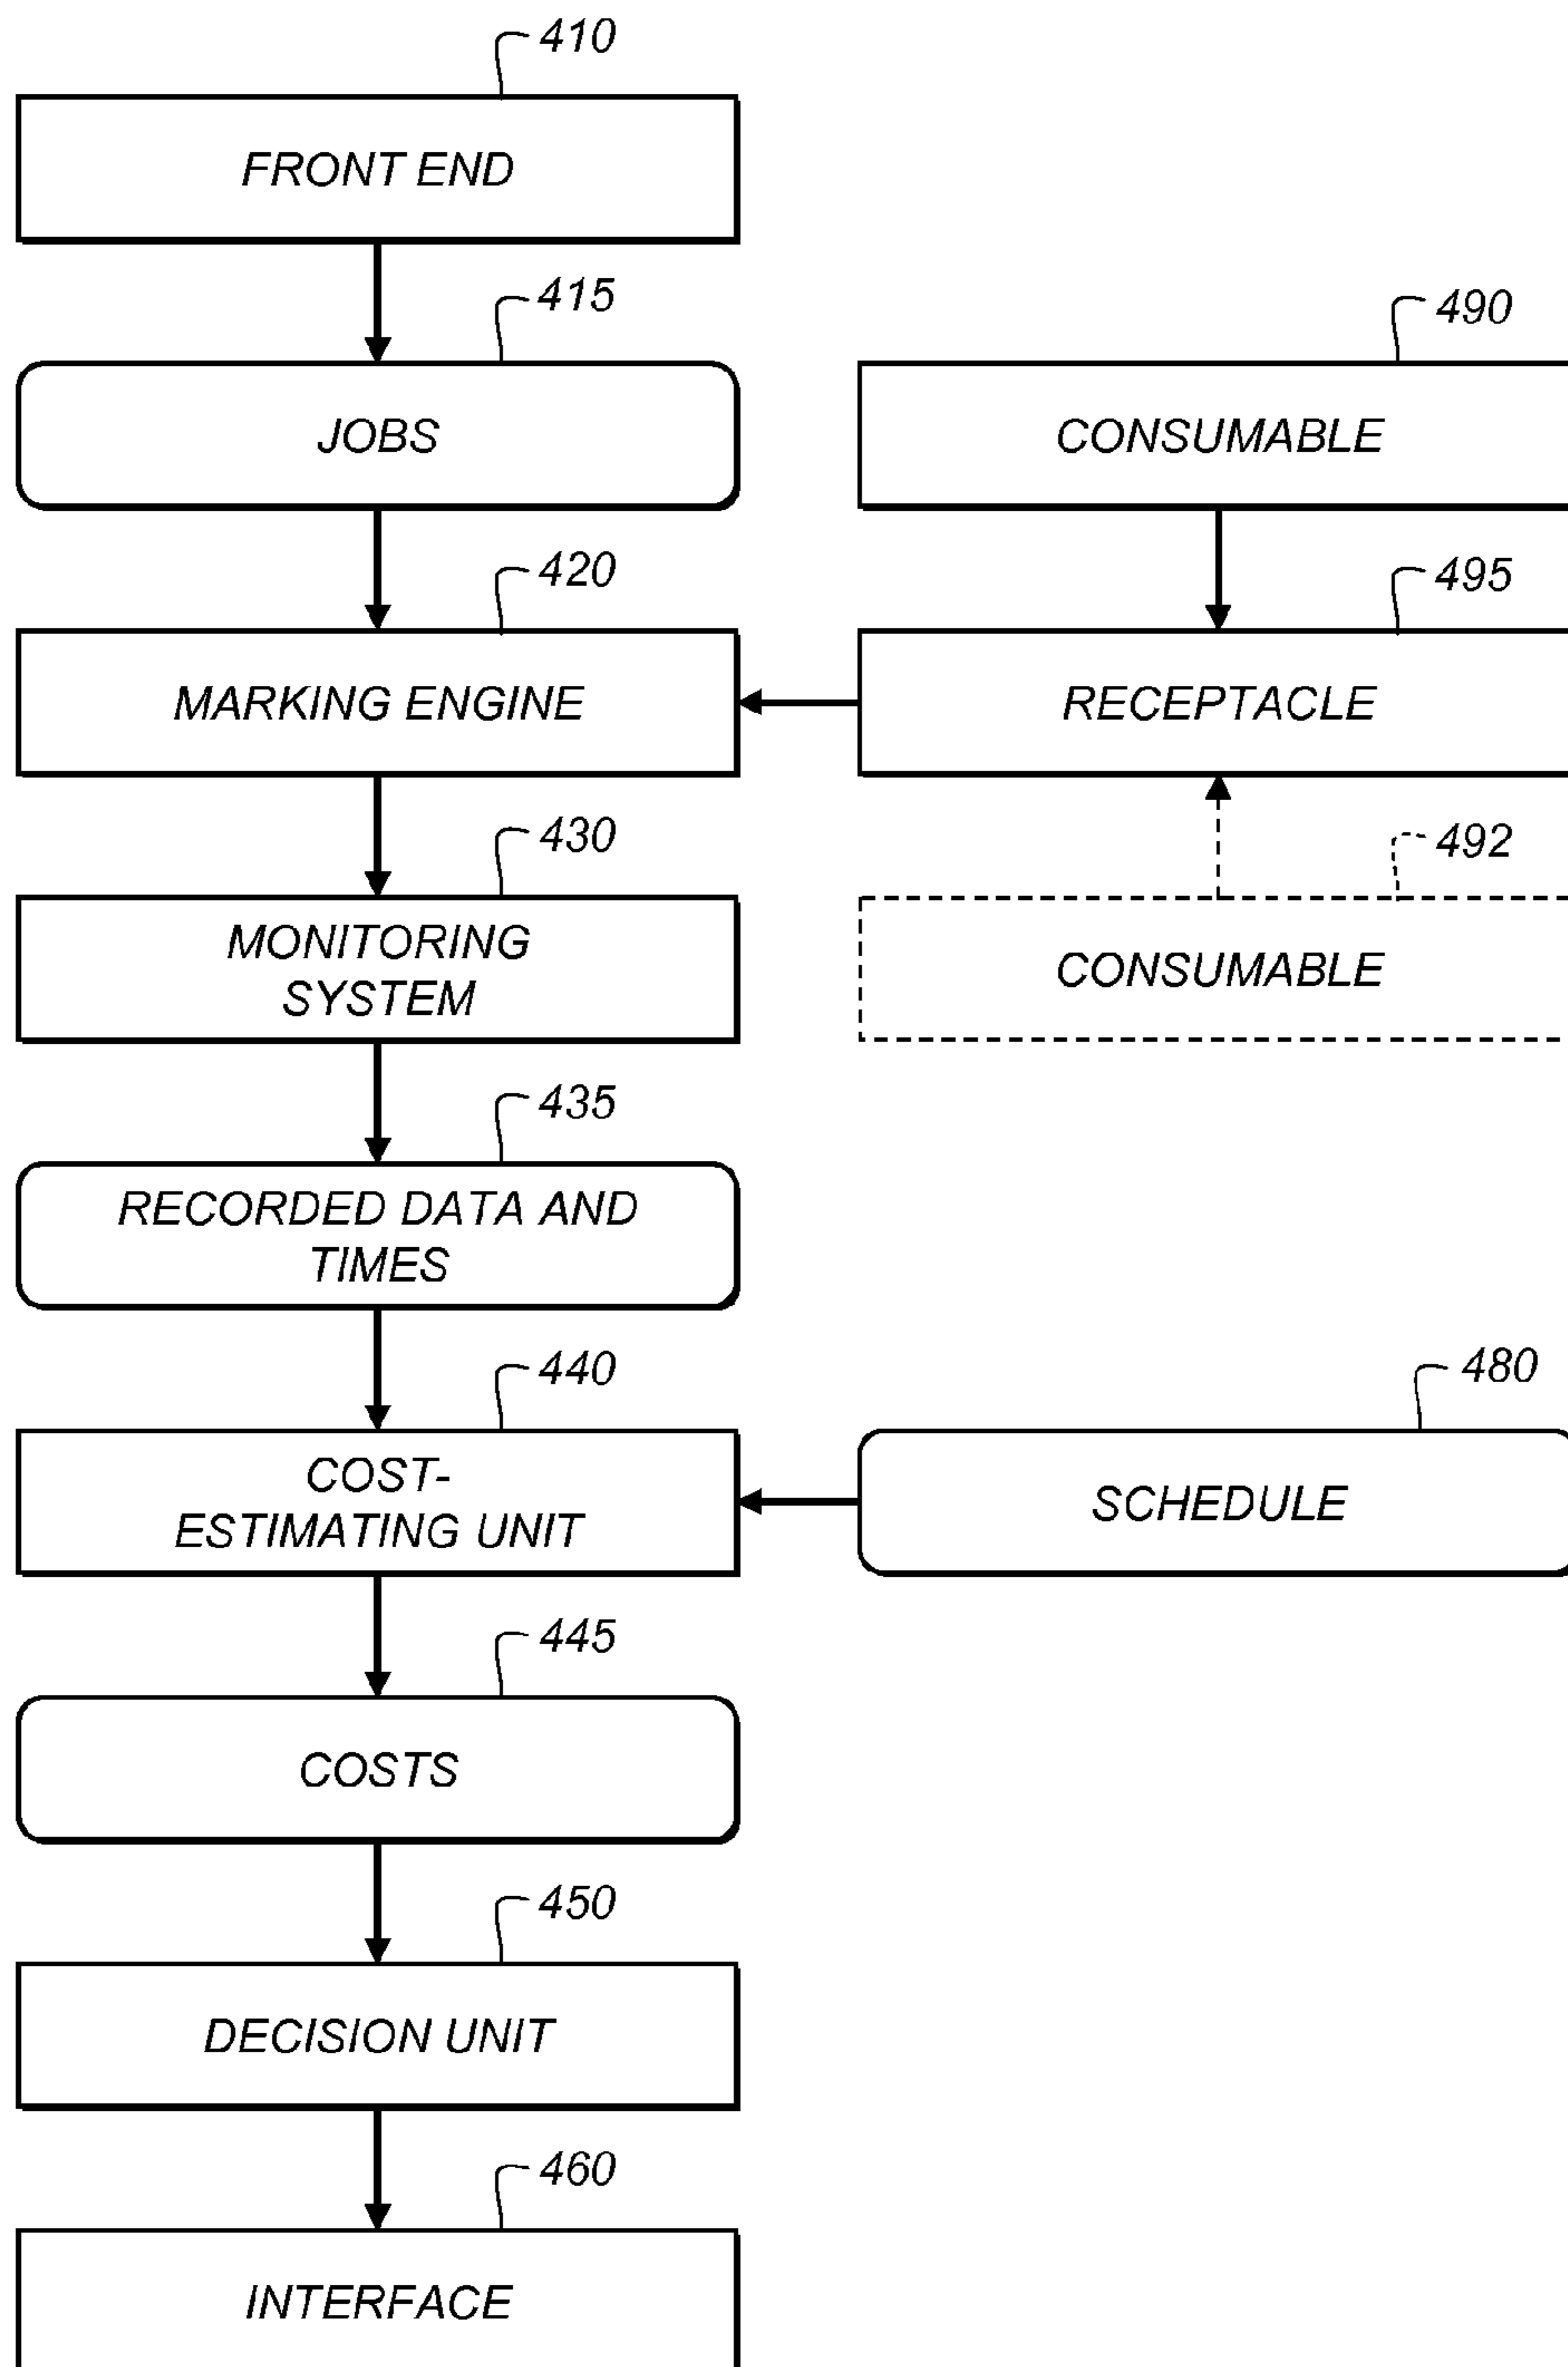 410
FRONT END
415
JOBS
490
CONSUMABLE
420
MARKING ENGINE
495
RECEPTACLE
430
MONITORING
SYSTEM
492
CONSUMABLE
435
RECORDED DATA AND
TIMES
440
COST-
ESTIMATING UNIT
480
SCHEDULE
445
COSTS
450
DECISION UNIT
460
INTERFACE